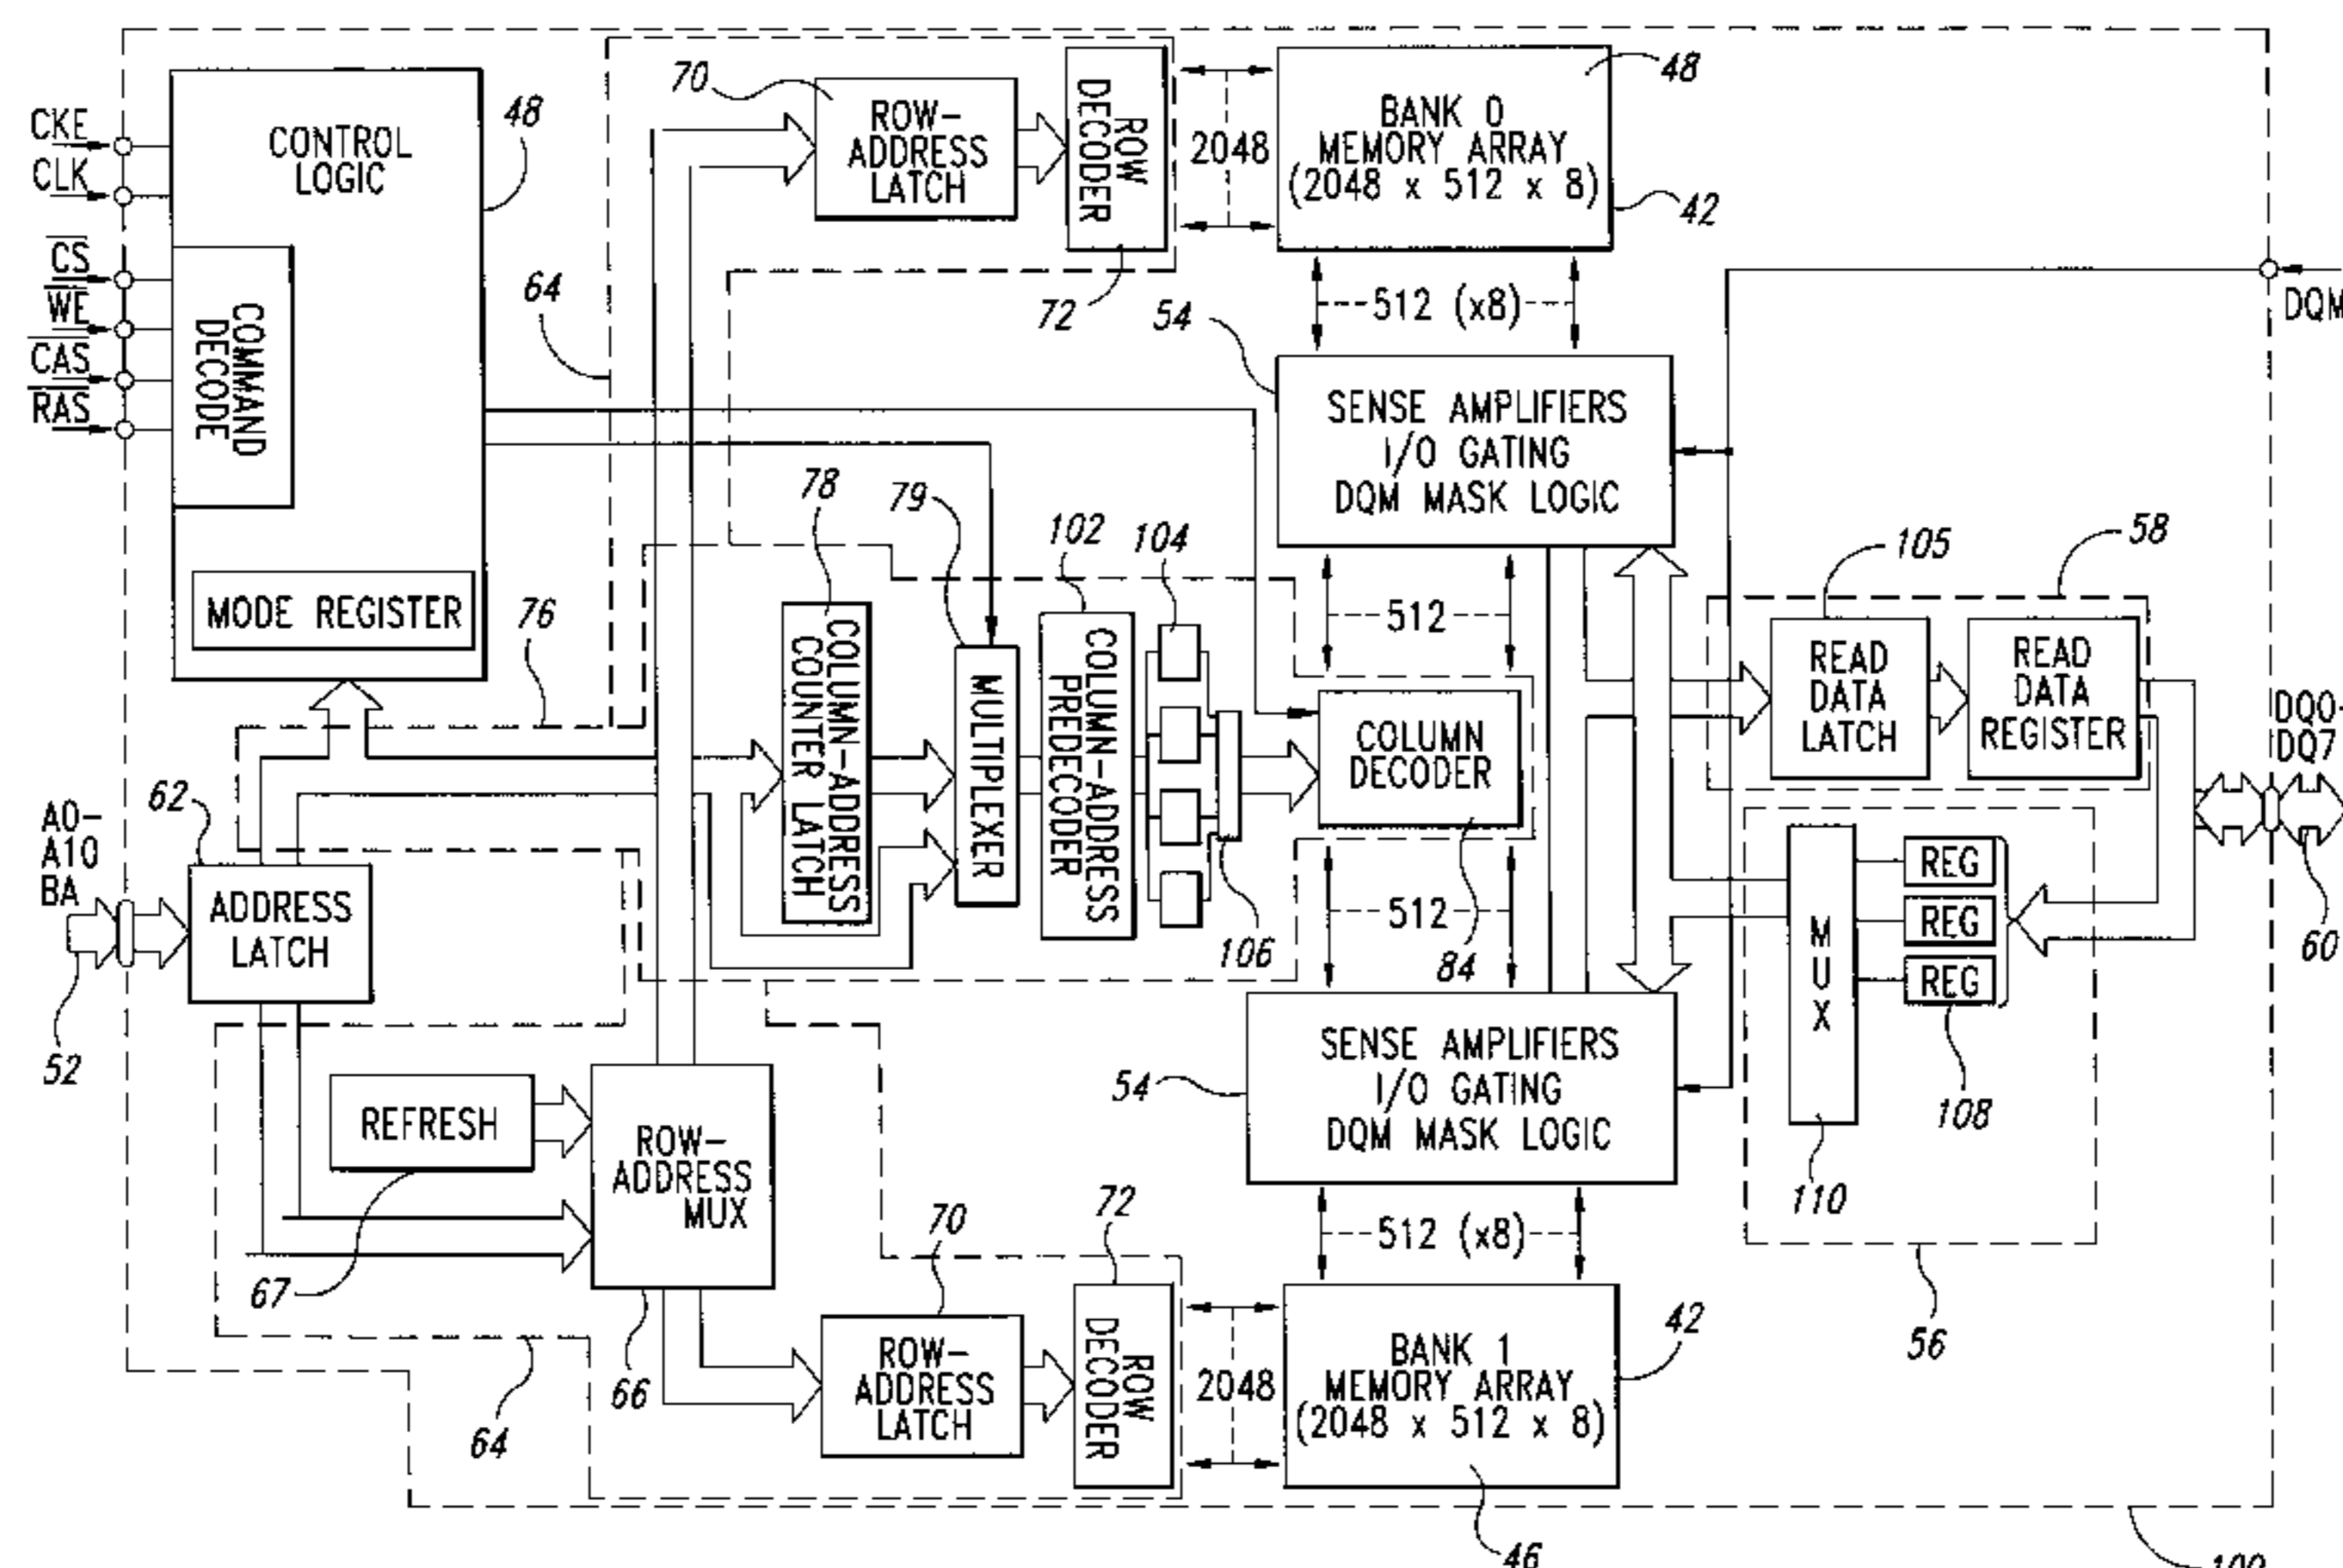 CKE
CLK
CS
WE
CAS
RAS
CONTROL
LOGIC
48
COMMAND
DECODE
MODE REGISTER
70
ROW-
ADDRESS
LATCH
ROW
DECODER
72
2048
48
BANK 0
MEMORY ARRAY
(2048 x 512 x 8)
42
64
512 (x8)
54
SENSE AMPLIFIERS
I/O GATING
DQM MASK LOGIC
DQM
76
78
COLUMN-ADDRESS
COUNTER LATCH
79
MULTIPLEXER
102
COLUMN-ADDRESS
PREDECODER
104
106
512
COLUMN
DECODER
84
512
105
READ
DATA
LATCH
58
READ
DATA
REGISTER
DQ0-
DQ7
60
MUX
REG
REG
REG
108
110
56
A0-
A10
BA
52
62
ADDRESS
LATCH
REFRESH
67
ROW-
ADDRESS
MUX
66
64
54
SENSE AMPLIFIERS
I/O GATING
DQM MASK LOGIC
512 (x8)
70
ROW-
ADDRESS
LATCH
72
ROW
DECODER
2048
BANK 1
MEMORY ARRAY
(2048 x 512 x 8)
42
46
100